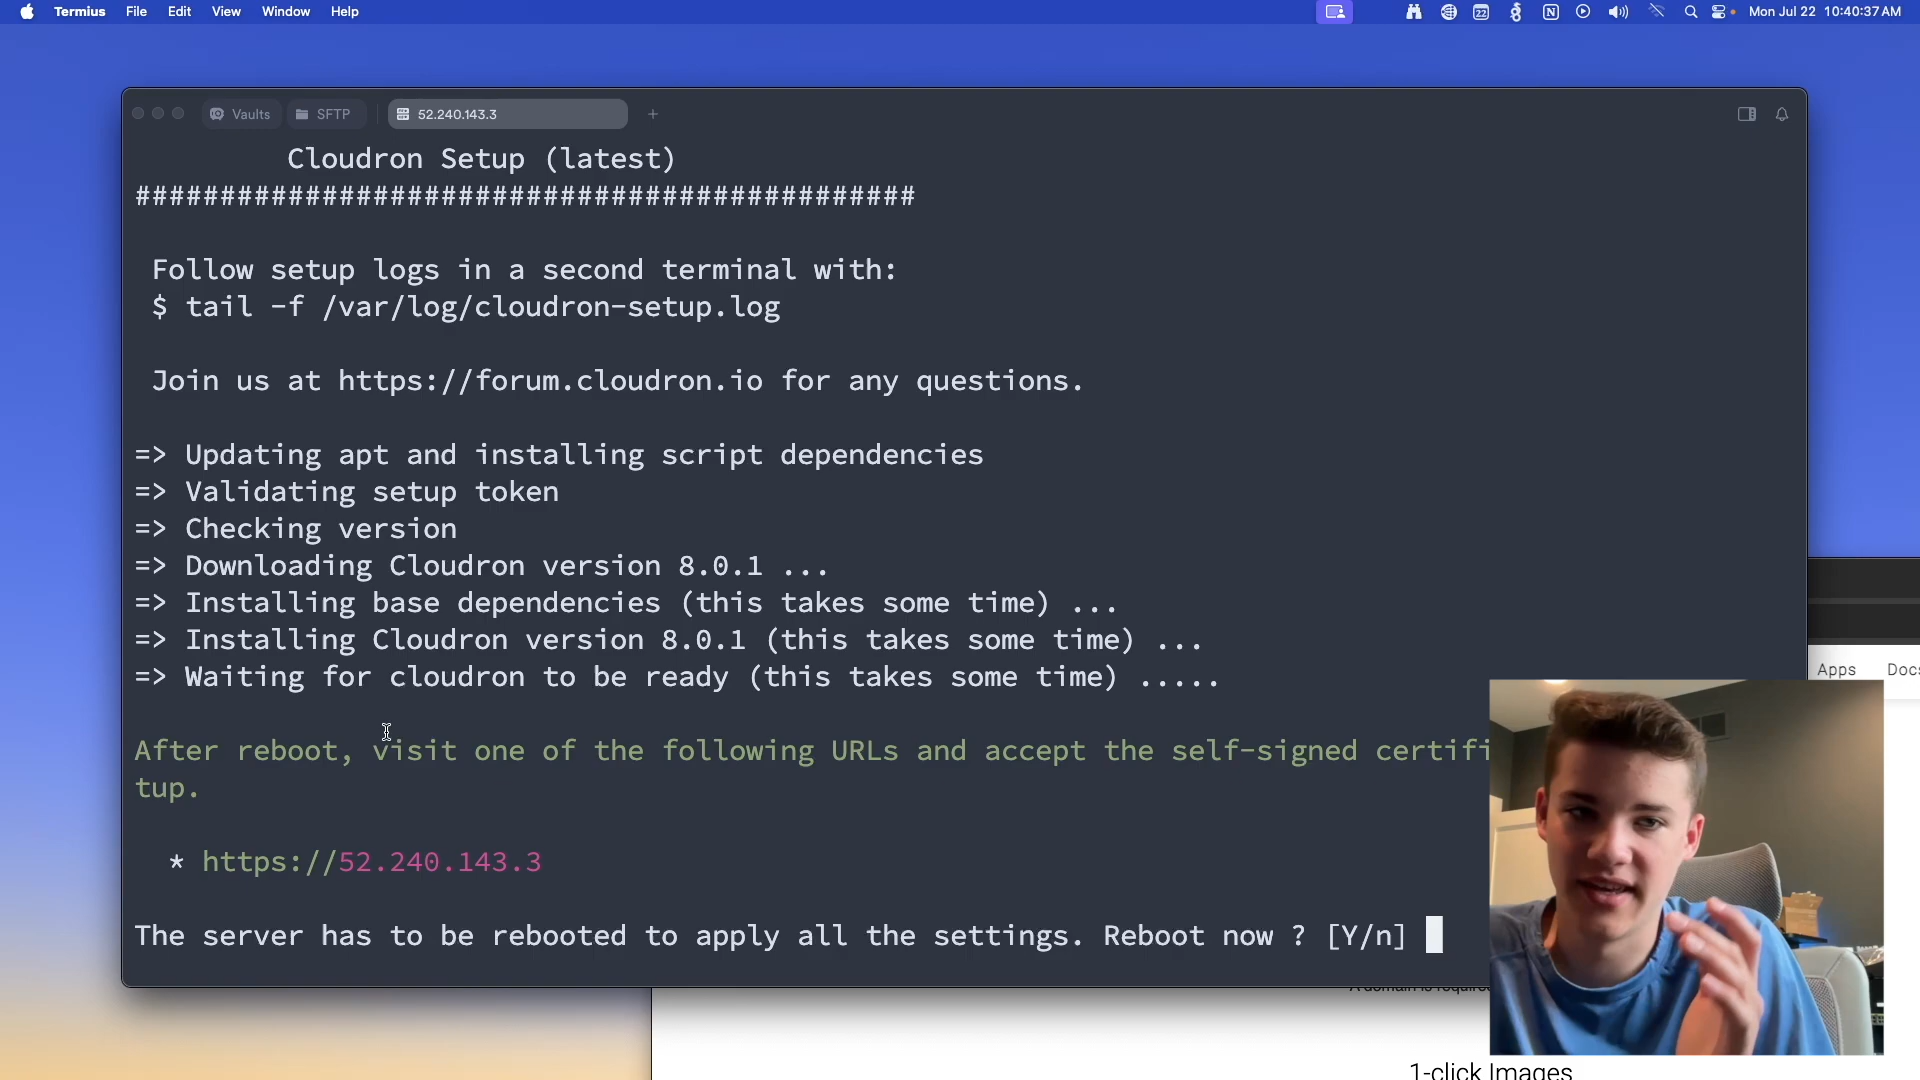 Termius File Edit View Window Help
22 Mon Jul 22 10:40:37 AM
Vaults SFTP 52.240.143.3 +
Cloudron Setup (latest)
##############################################
Follow setup logs in a second terminal with:
$ tail -f /var/log/cloudron-setup.log
Join us at https://forum.cloudron.io for any questions.
=> Updating apt and installing script dependencies
=> Validating setup token
=> Checking version
=> Downloading Cloudron version 8.0.1 ...
=> Installing base dependencies (this takes some time) ...
=> Installing Cloudron version 8.0.1 (this takes some time) ...
=> Waiting for cloudron to be ready (this takes some time) .....
Apps Docs
After reboot, visit one of the following URLs and accept the self-signed certifi
tup.
* https://52.240.143.3
The server has to be rebooted to apply all the settings. Reboot now ? [Y/n]
1-click Images